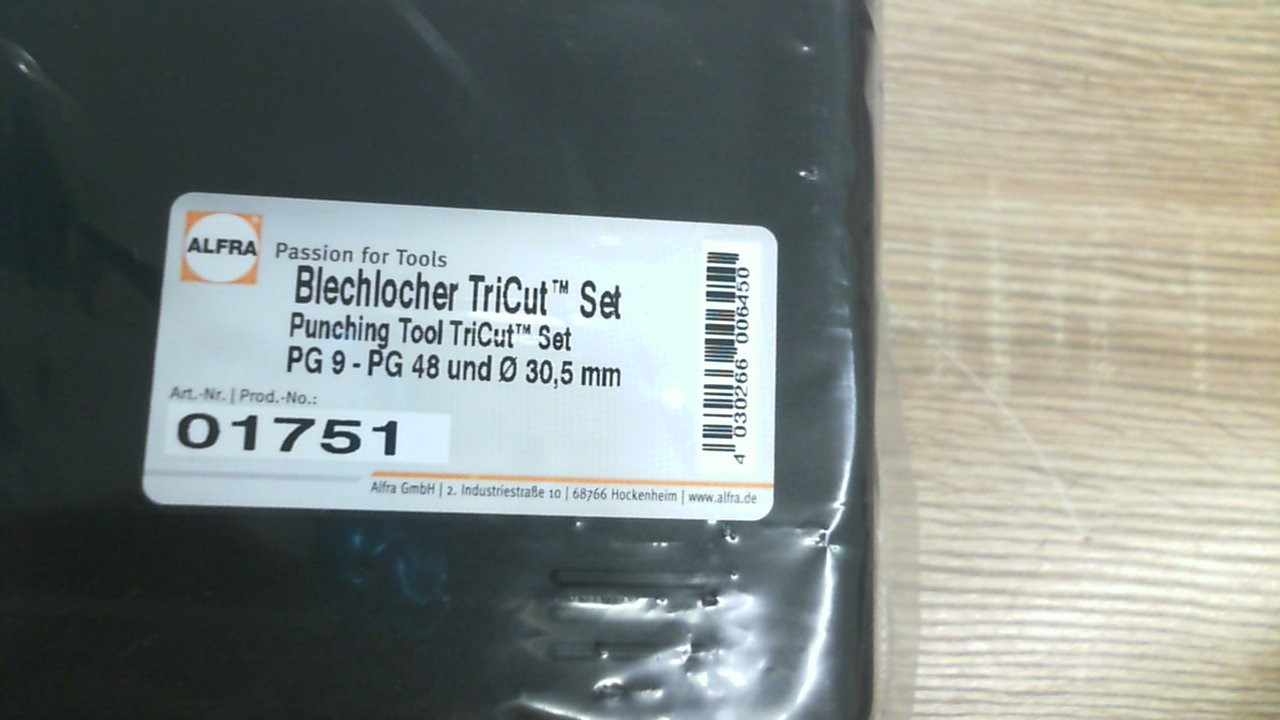 ALFRA
Passion for Tools
Blechlocher TriCut™ Set
Punching Tool TriCut™ Set
PG 9 - PG 48 und Ø 30,5 mm
Art.-Nr. | Prod.-No.:
01751
Alfra GmbH | 2. Industriestraße 10 | 68766 Hockenheim | www.alfra.de
4 030266 006450